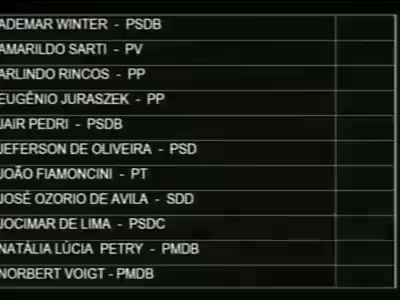 ADEMAR WINTER - PSDB
AMARILDO SARTI - PV
ARLINDO RINCOS - PP
EUGÊNIO JURASZEK - PP
JAIR PEDRI - PSDB
JEFERSON DE OLIVEIRA - PSD
JOÃO FIAMONCINI - PT
JOSÉ OZORIO DE AVILA - SDD
JOCIMAR DE LIMA - PSDC
NATÁLIA LÚCIA PETRY - PMDB
NORBERT VOIGT - PMDB